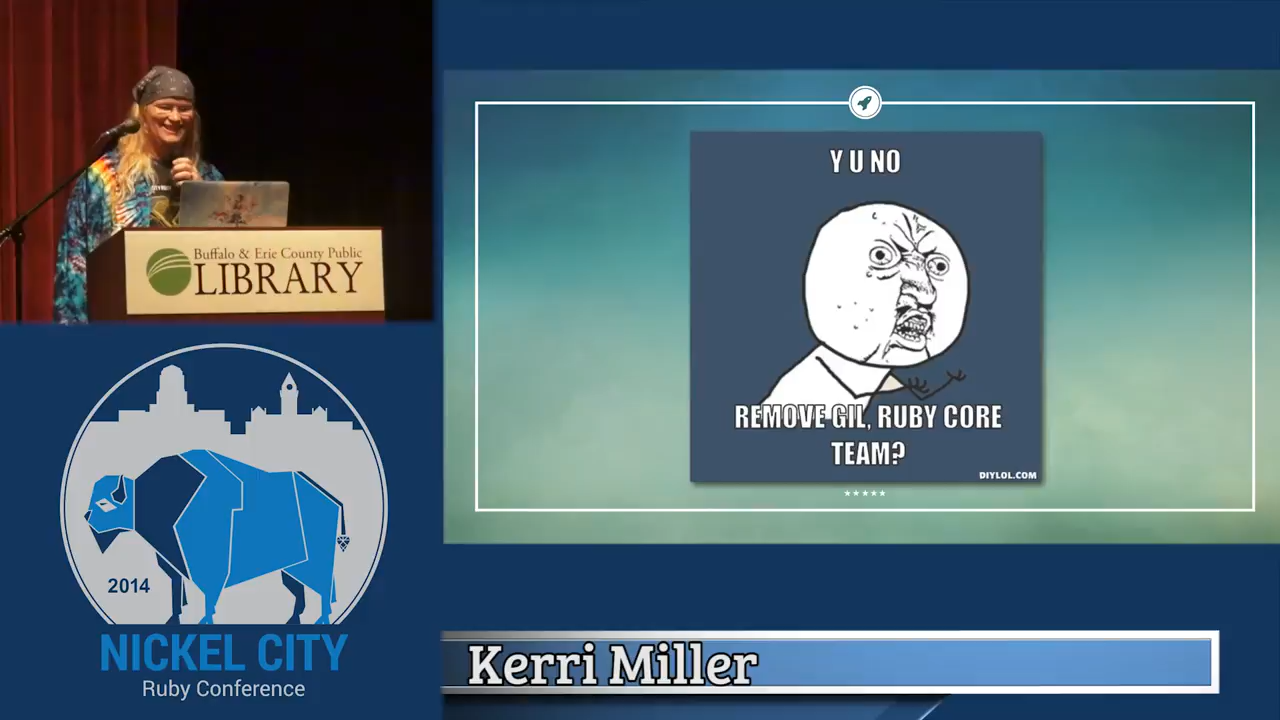 Buffalo & Erie County Public
LIBRARY
Y U NO
REMOVE GIL, RUBY CORE
TEAM?
DIYLOL.COM
2014
NICKEL CITY
Ruby Conference
Kerri Miller